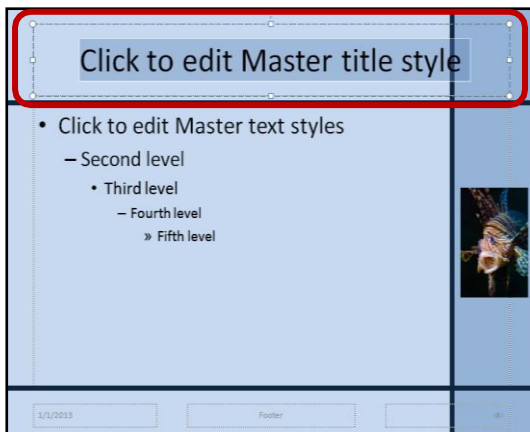 Click to edit Master title style
• Click to edit Master text styles
– Second level
• Third level
– Fourth level
» Fifth level
1/1/2013
Footer
‹#›